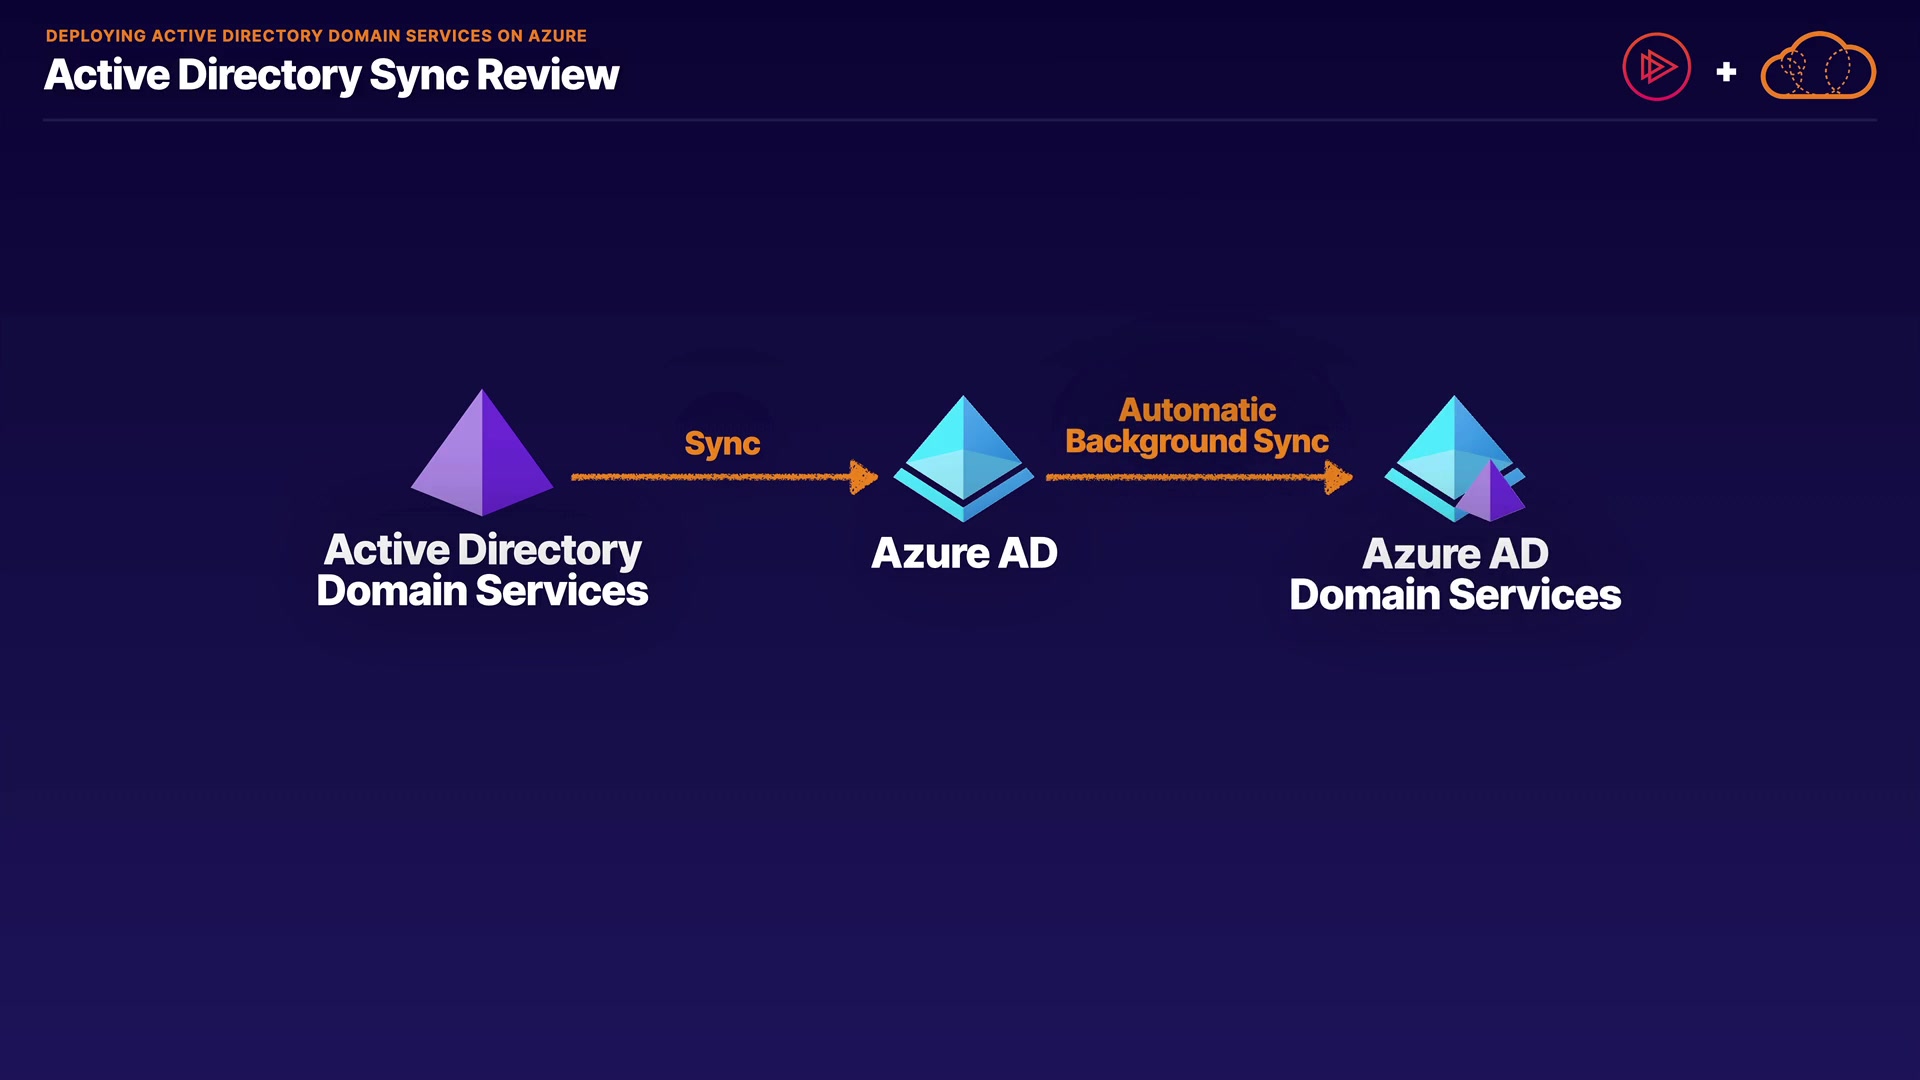 DEPLOYING ACTIVE DIRECTORY DOMAIN SERVICES ON AZURE
Active Directory Sync Review
+
Sync
Automatic
Background Sync
Active Directory
Domain Services
Azure AD
Azure AD
Domain Services